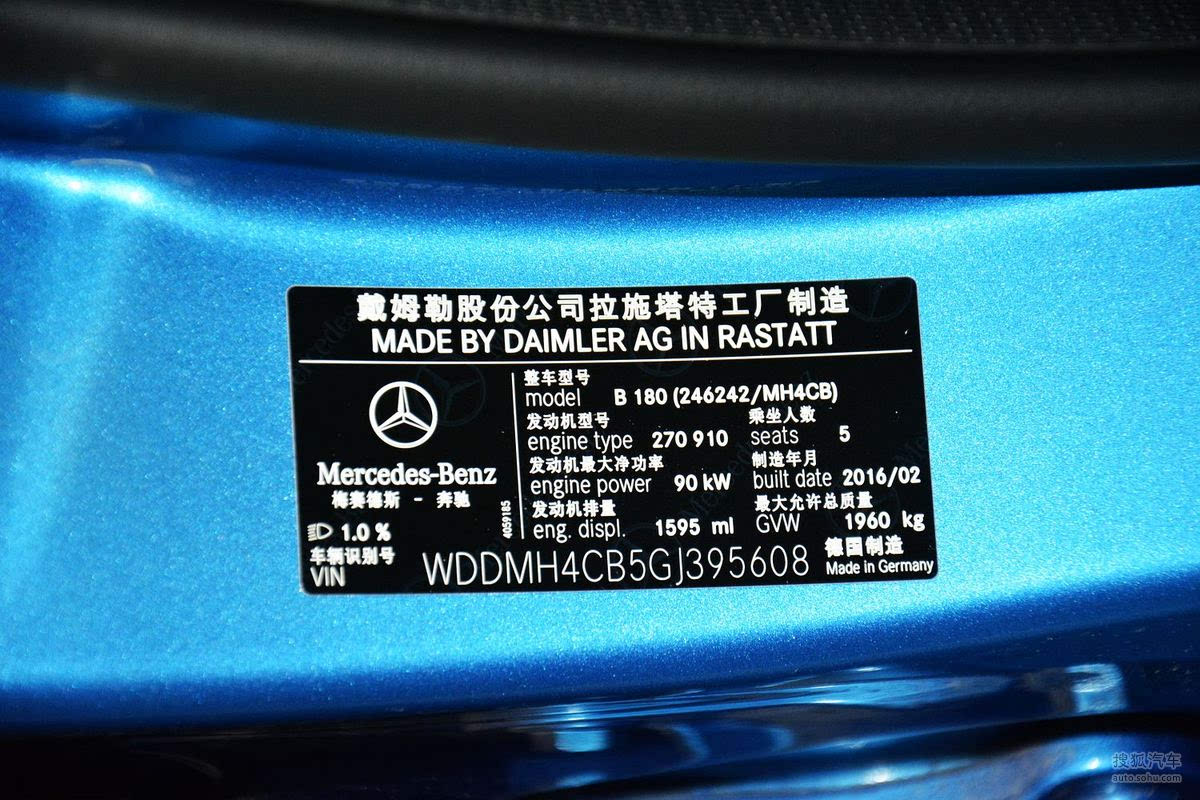 戴姆勒股份公司拉施塔特工厂制造
MADE BY DAIMLER AG IN RASTATT
Mercedes-Benz
梅赛德斯 - 奔驰
1.0 %
4059185
整车型号
model B 180 (246242/MH4CB)
发动机型号 乘坐人数
engine type 270 910 seats 5
发动机最大净功率 制造年月
engine power 90 kW built date 2016/02
发动机排量 最大允许总质量
eng. displ. 1595 ml GVW 1960 kg
车辆识别号 德国制造
VIN WDDMH4CB5GJ395608 Made in Germany
搜狐汽车
auto.sohu.com